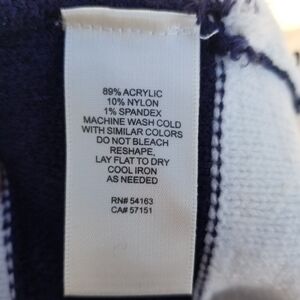 89% ACRYLIC
10% NYLON
1% SPANDEX
MACHINE WASH COLD
WITH SIMILAR COLORS
DO NOT BLEACH
RESHAPE,
LAY FLAT TO DRY
COOL IRON
AS NEEDED
RN# 54163
CA# 57151